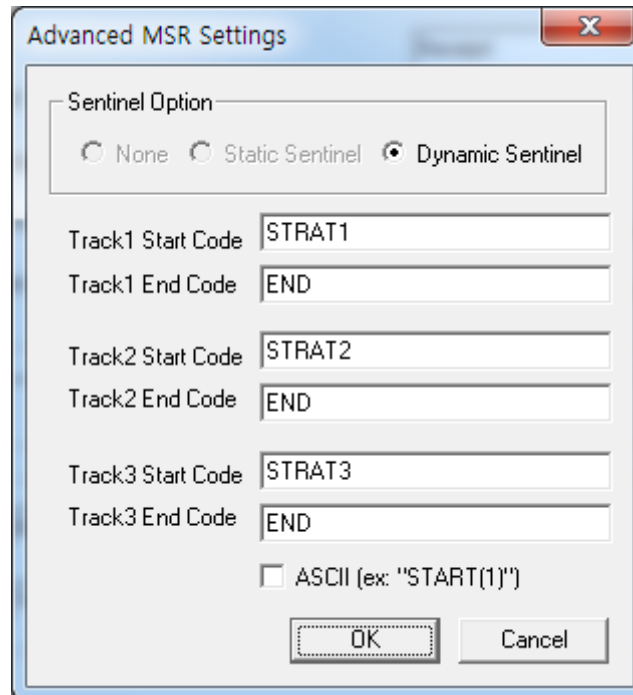 Advanced MSR Settings
Sentinel Option
None Static Sentinel Dynamic Sentinel
Track1 Start Code STRAT1
Track1 End Code END
Track2 Start Code STRAT2
Track2 End Code END
Track3 Start Code STRAT3
Track3 End Code END
ASCII (ex: "START(1)")
OK Cancel